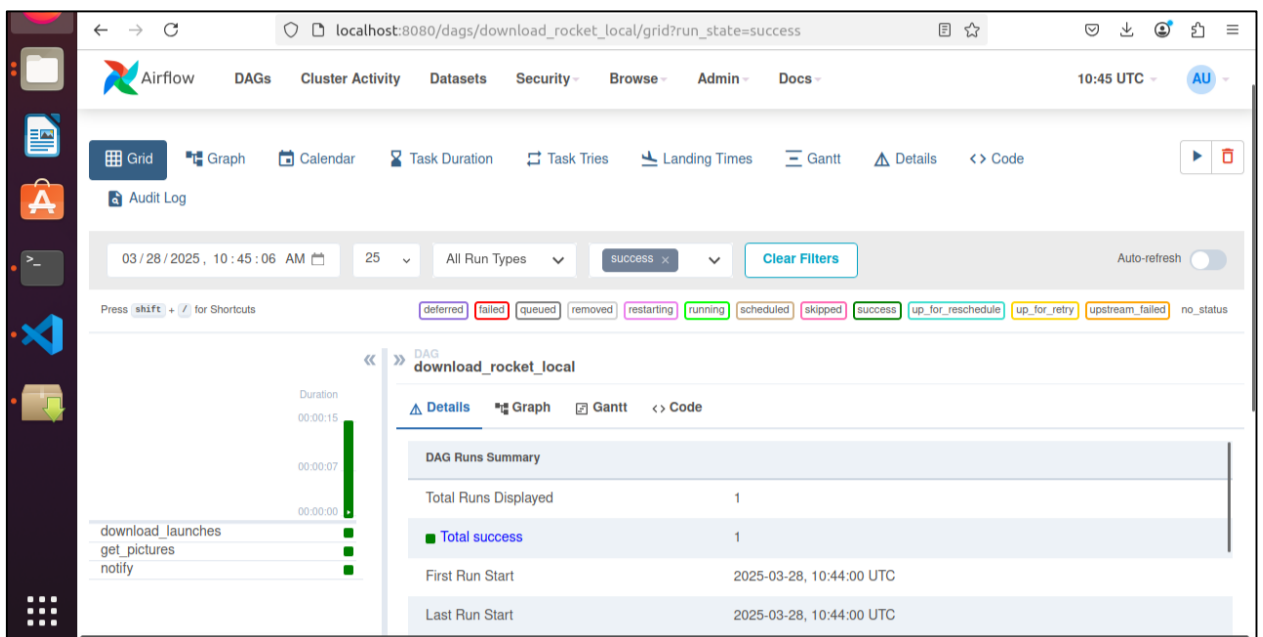 localhost:8080/dags/download_rocket_local/grid?run_state=success
Airflow DAGs Cluster Activity Datasets Security Browse Admin Docs 10:45 UTC AU
Grid Graph Calendar Task Duration Task Tries Landing Times Gantt Details <> Code
Audit Log
03/28/2025, 10:45:06 AM 25 All Run Types success × Clear Filters Auto-refresh
Press shift + / for Shortcuts deferred failed queued removed restarting running scheduled skipped success up_for_reschedule up_for_retry upstream_failed no_status
DAG
download_rocket_local
Duration
Details Graph Gantt <> Code
00:00:15
DAG Runs Summary
00:00:07
Total Runs Displayed 1
00:00:00
download_launches
Total success 1
get_pictures
notify
First Run Start 2025-03-28, 10:44:00 UTC
Last Run Start 2025-03-28, 10:44:00 UTC